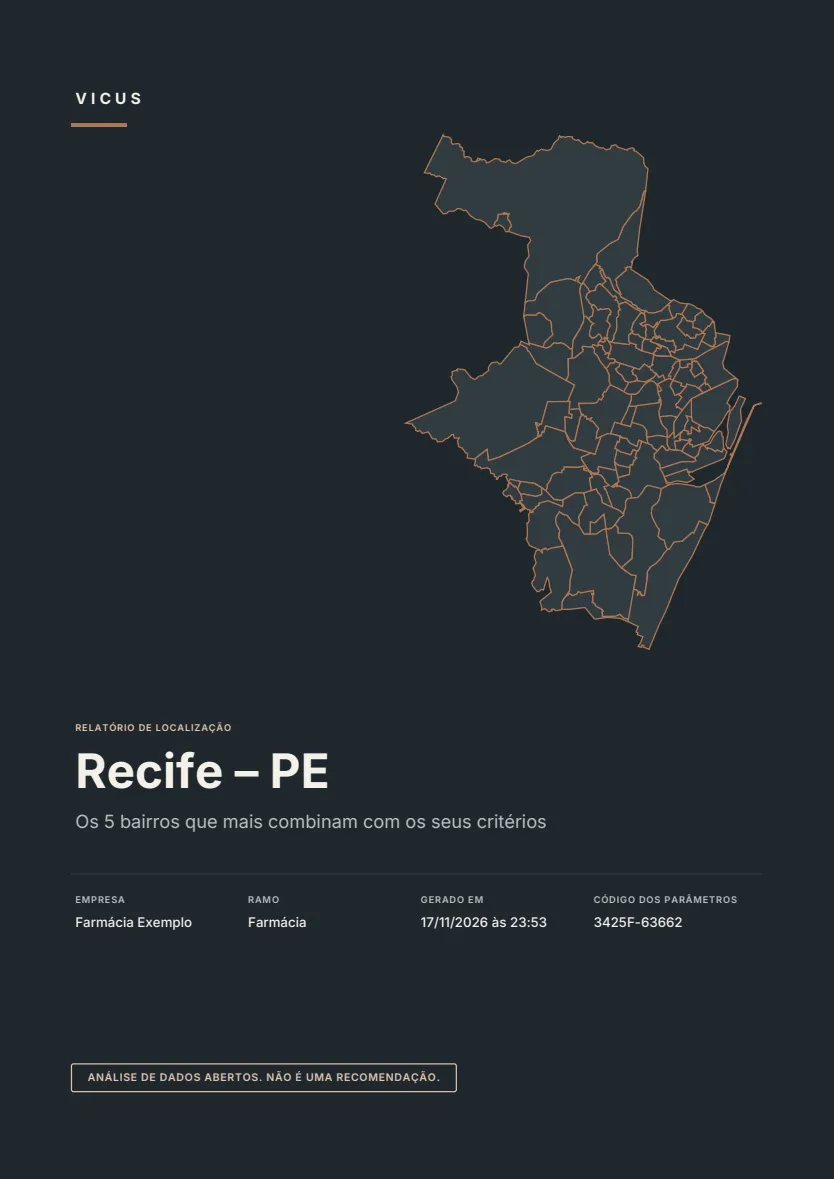 VICUS
RELATÓRIO DE LOCALIZAÇÃO
Recife – PE
Os 5 bairros que mais combinam com os seus critérios
EMPRESA
Farmácia Exemplo
RAMO
Farmácia
GERADO EM
17/11/2026 às 23:53
CÓDIGO DOS PARÂMETROS
3425F-63662
ANÁLISE DE DADOS ABERTOS. NÃO É UMA RECOMENDAÇÃO.